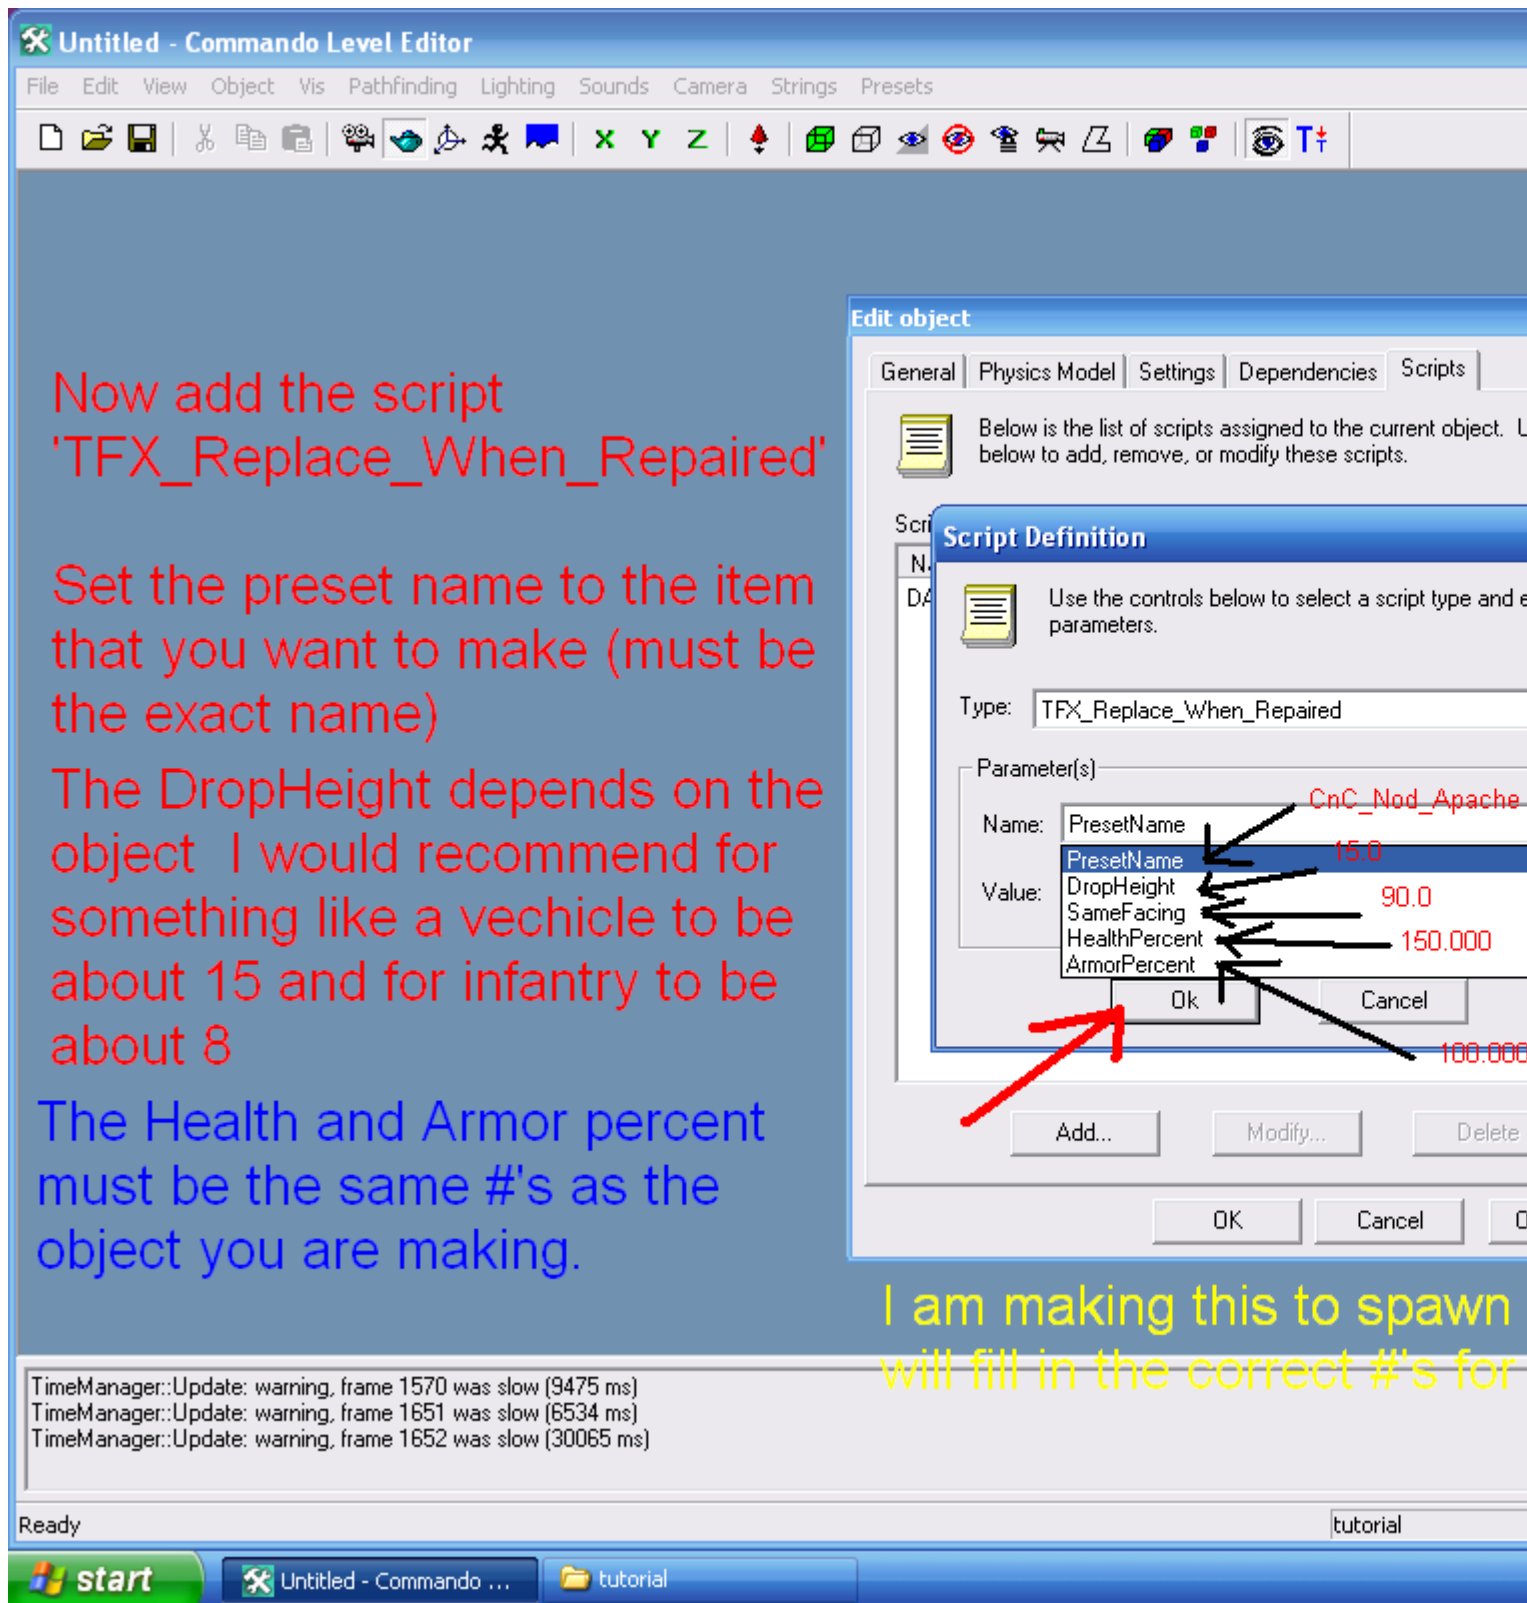 Untitled - Commando Level Editor
File Edit View Object Vis Pathfinding Lighting Sounds Camera Strings Presets
X Y Z
Edit object
General Physics Model Settings Dependencies Scripts
Below is the list of scripts assigned to the current object.
below to add, remove, or modify these scripts.
Script Definition
Use the controls below to select a script type and
parameters.
Type: TFX_Replace_When_Repaired
Parameter(s)
Name: PresetName
CnC_Nod_Apache
PresetName
15.0
Value:
DropHeight
SameFacing
90.0
HealthPercent
150.000
ArmorPercent
Ok
Cancel
100.000
Add...
Modify...
Delete
OK
Cancel
Now add the script
'TFX_Replace_When_Repaired'
Set the preset name to the item
that you want to make (must be
the exact name)
The DropHeight depends on the
object I would recommend for
something like a vechicle to be
about 15 and for infantry to be
about 8
The Health and Armor percent
must be the same #'s as the
object you are making.
I am making this to spawn
will fill in the correct #'s for
TimeManager::Update: warning, frame 1570 was slow (9475 ms)
TimeManager::Update: warning, frame 1651 was slow (6534 ms)
TimeManager::Update: warning, frame 1652 was slow (30065 ms)
Ready
tutorial
start
Untitled - Commando ...
tutorial